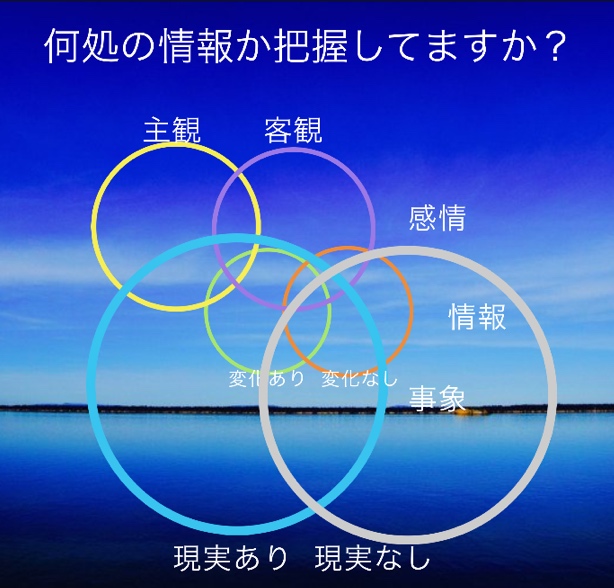 何処の情報か把握してますか？
主観 客観
感情
情報
変化あり 変化なし
事象
現実あり 現実なし